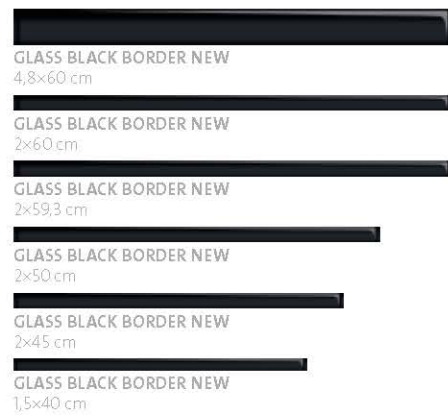 GLASS BLACK BORDER NEW
4,8×60 cm
GLASS BLACK BORDER NEW
2×60 cm
GLASS BLACK BORDER NEW
2×59,3 cm
GLASS BLACK BORDER NEW
2×50 cm
GLASS BLACK BORDER NEW
2×45 cm
GLASS BLACK BORDER NEW
1,5×40 cm